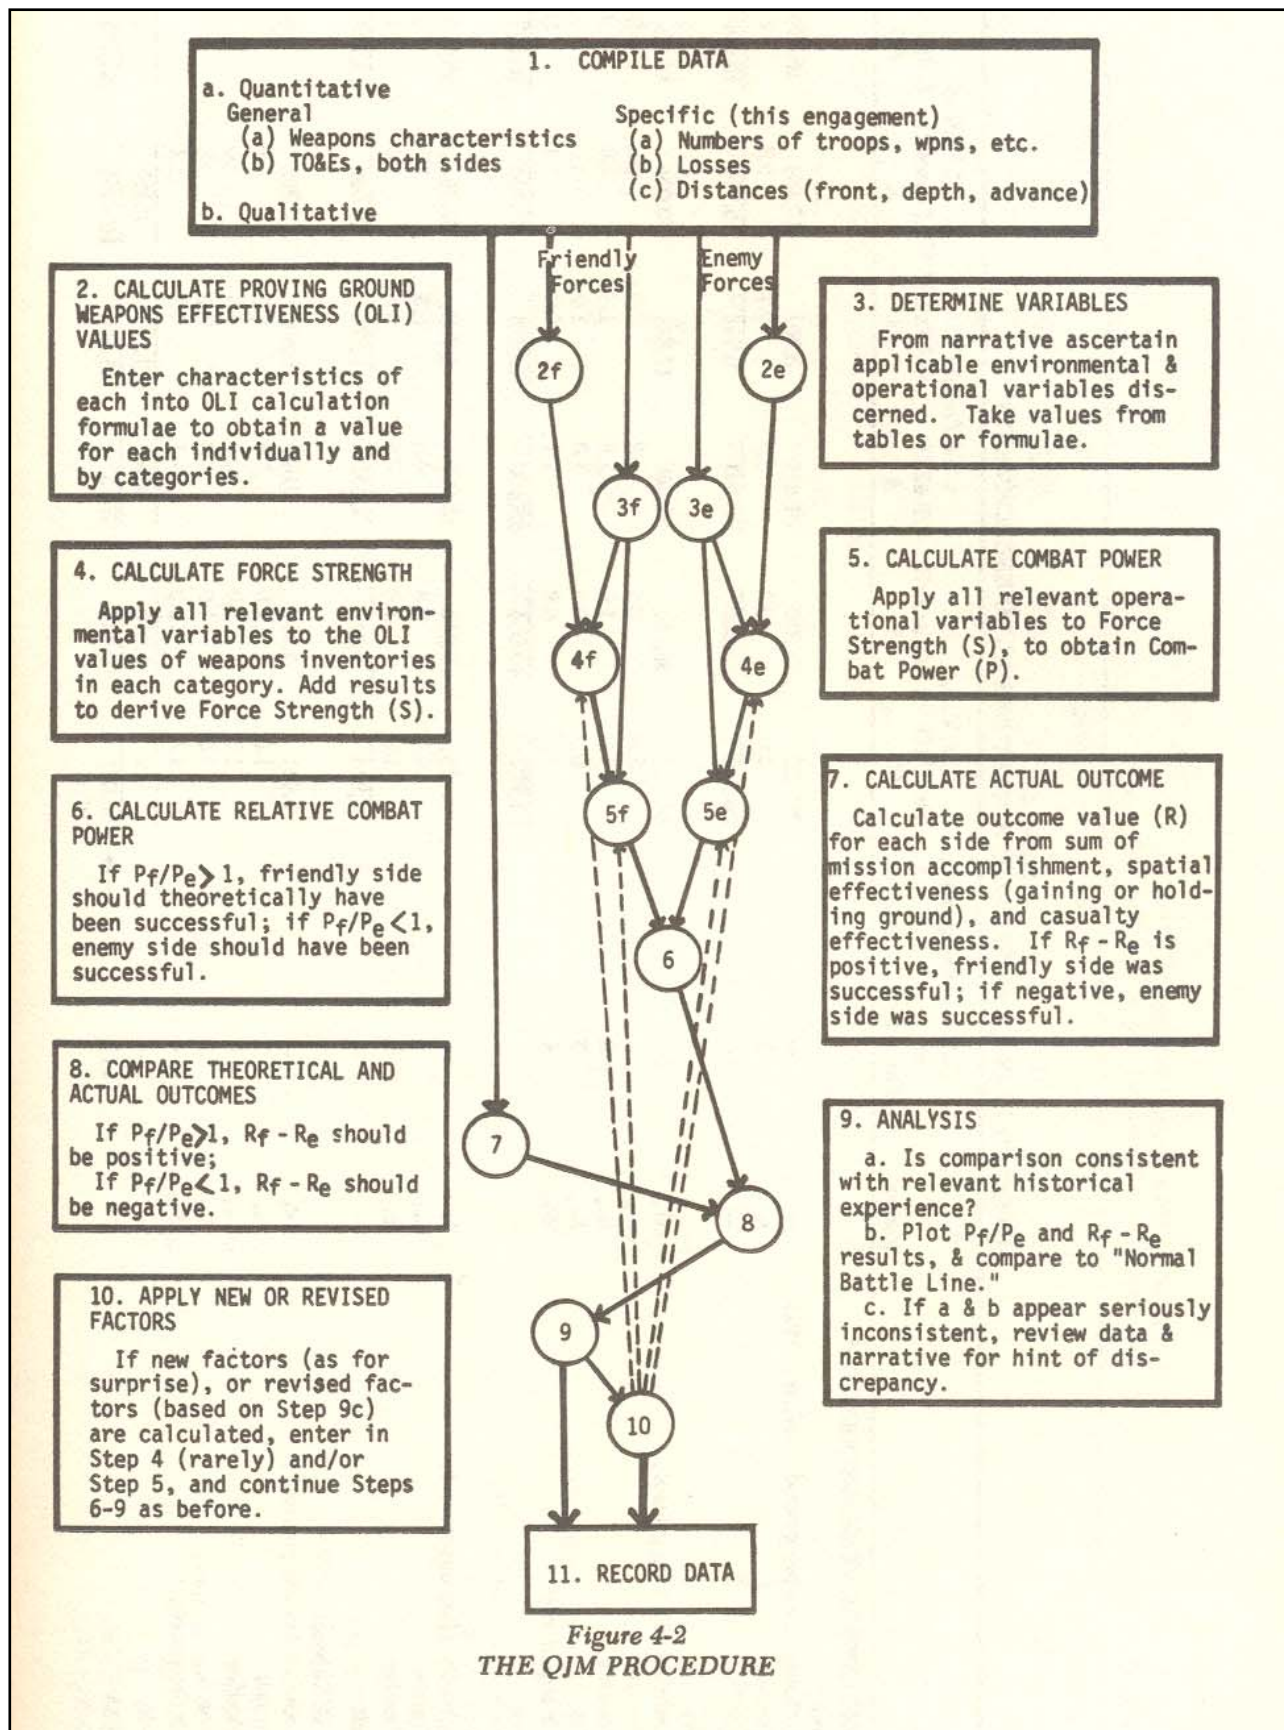 1. COMPILE DATA
a. Quantitative
General
(a) Weapons characteristics
(b) TO&Es, both sides
Specific (this engagement)
(a) Numbers of troops, wpns, etc.
(b) Losses
(c) Distances (front, depth, advance)
b. Qualitative
Friendly
Forces
Enemy
Forces
2. CALCULATE PROVING GROUND
WEAPONS EFFECTIVENESS (OLI)
VALUES
Enter characteristics of
each into OLI calculation
formulae to obtain a value
for each individually and
by categories.
2f
2e
3. DETERMINE VARIABLES
From narrative ascertain
applicable environmental &
operational variables dis-
cerned. Take values from
tables or formulae.
3f
3e
4. CALCULATE FORCE STRENGTH
Apply all relevant environ-
mental variables to the OLI
values of weapons inventories
in each category. Add results
to derive Force Strength (S).
4f
4e
5. CALCULATE COMBAT POWER
Apply all relevant opera-
tional variables to Force
Strength (S), to obtain Com-
bat Power (P).
5f
5e
6. CALCULATE RELATIVE COMBAT
POWER
If Pf/Pe > 1, friendly side
should theoretically have
been successful; if Pf/Pe < 1,
enemy side should have been
successful.
6
7. CALCULATE ACTUAL OUTCOME
Calculate outcome value (R)
for each side from sum of
mission accomplishment, spatial
effectiveness (gaining or hold-
ing ground), and casualty
effectiveness. If Rf - Re is
positive, friendly side was
successful; if negative, enemy
side was successful.
8. COMPARE THEORETICAL AND
ACTUAL OUTCOMES
If Pf/Pe>1, Rf - Re should
be positive;
If Pf/Pe<1, Rf - Re should
be negative.
7
8
9. ANALYSIS
a. Is comparison consistent
with relevant historical
experience?
b. Plot Pf/Pe and Rf - Re
results, & compare to "Normal
Battle Line."
c. If a & b appear seriously
inconsistent, review data &
narrative for hint of dis-
crepancy.
10. APPLY NEW OR REVISED
FACTORS
If new factors (as for
surprise), or revised fac-
tors (based on Step 9c)
are calculated, enter in
Step 4 (rarely) and/or
Step 5, and continue Steps
6-9 as before.
9
10
11. RECORD DATA
Figure 4-2
THE QJM PROCEDURE